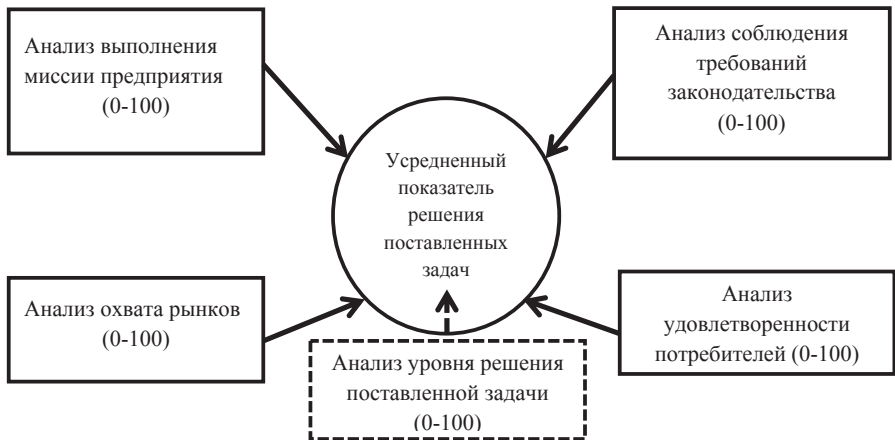 Анализ выполнения
миссии предприятия
(0-100)
Анализ соблюдения
требований
законодательства
(0-100)
Усредненный
показатель
решения
поставленных
задач
Анализ охвата рынков
(0-100)
Анализ
удовлетворенности
потребителей (0-100)
Анализ уровня решения
поставленной задачи
(0-100)